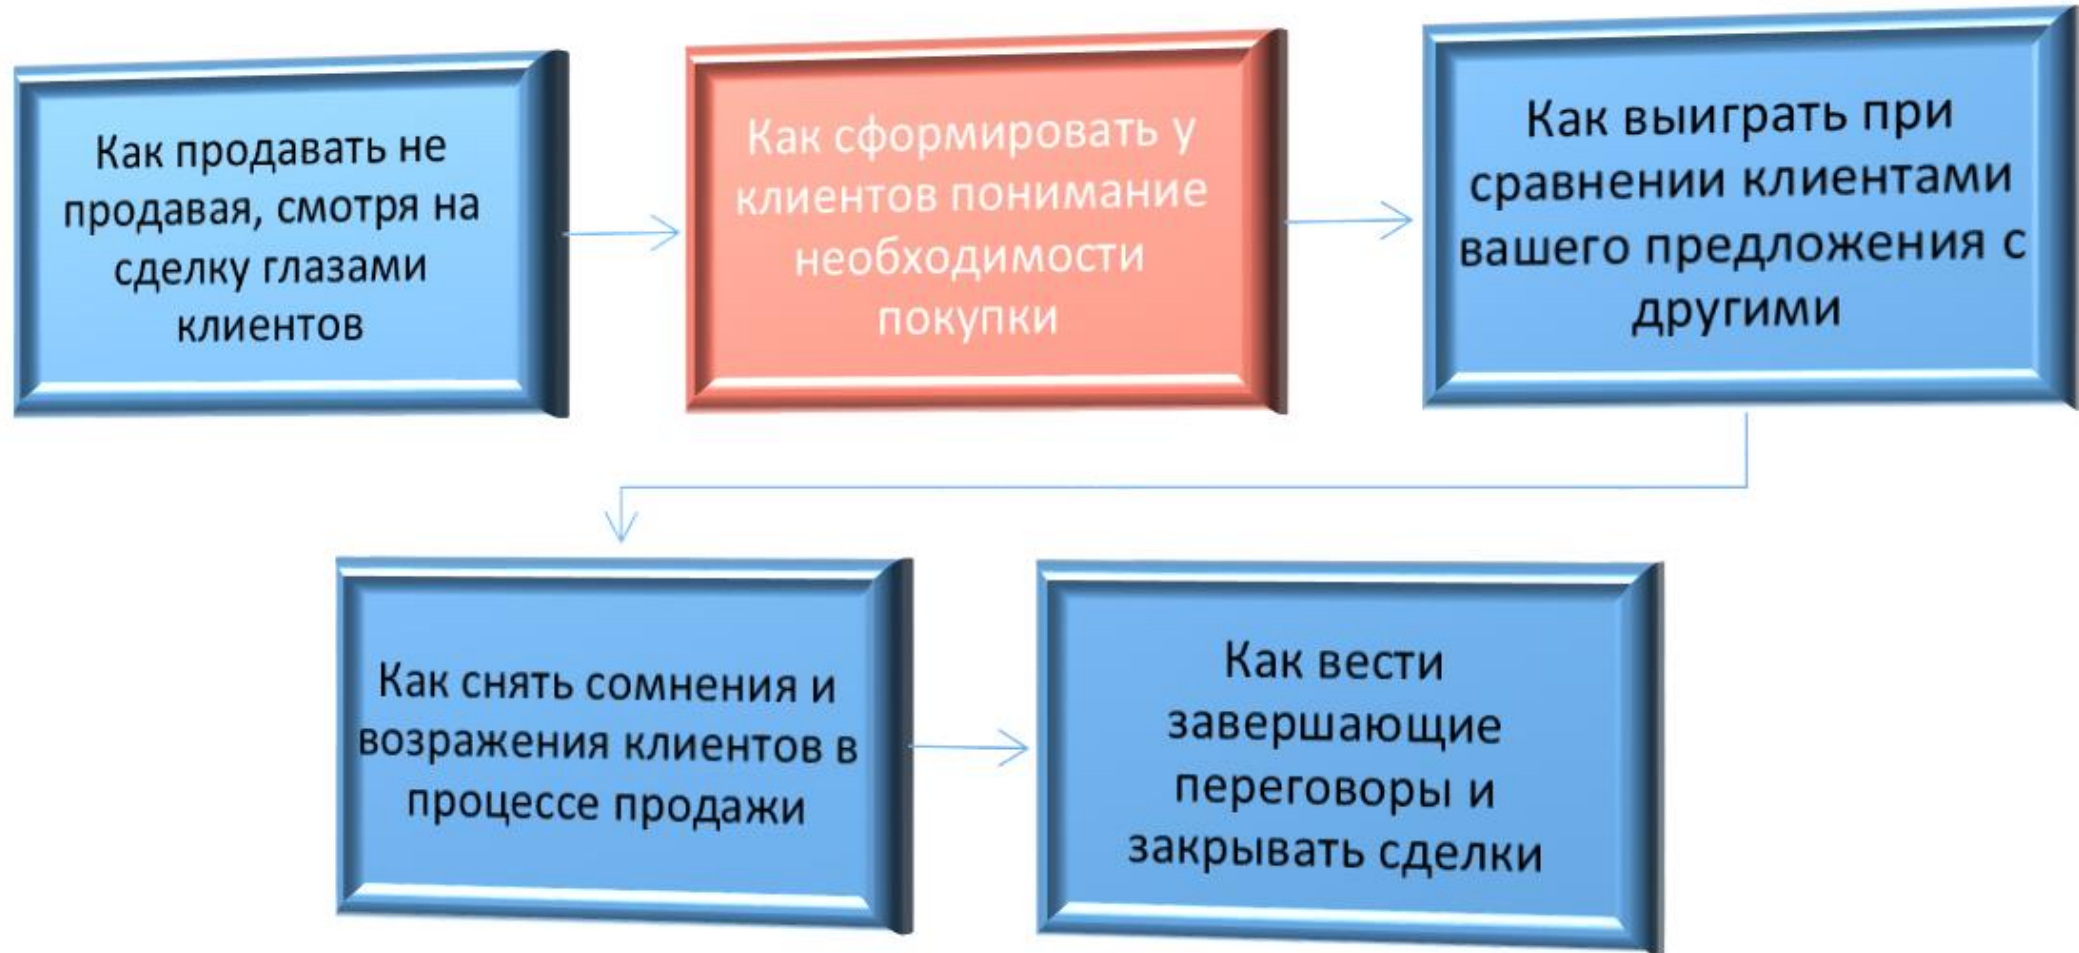 Как продавать не
продавая, смотря на
сделку глазами
клиентов
Как сформировать у
клиентов понимание
необходимости
покупки
Как выиграть при
сравнении клиентами
вашего предложения с
другими
Как снять сомнения и
возражения клиентов в
процессе продажи
Как вести
завершающие
переговоры и
закрывать сделки